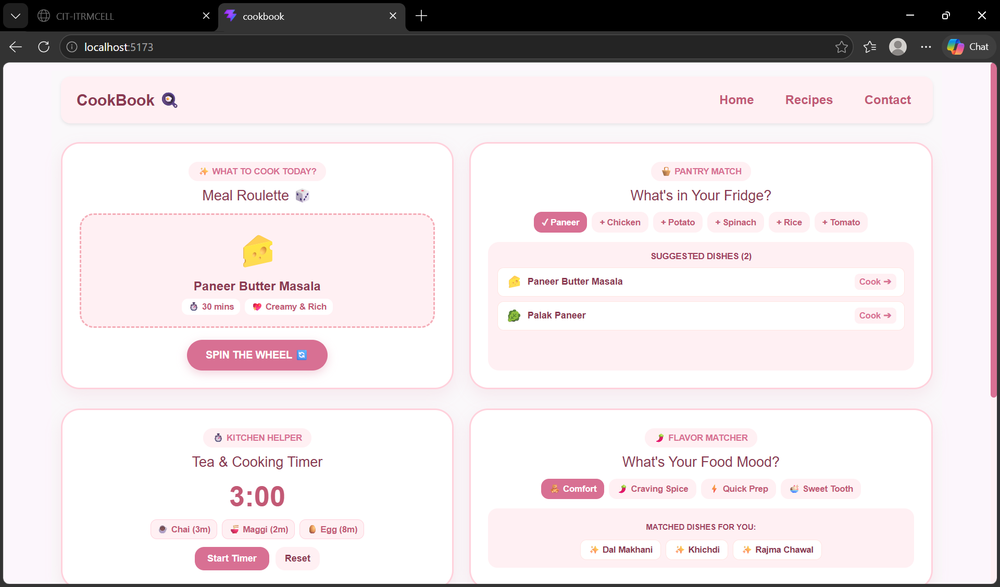 CIT-ITRMCELL
cookbook
localhost:5173
Chat
CookBook
Home
Recipes
Contact
WHAT TO COOK TODAY?
Meal Roulette
Paneer Butter Masala
30 mins
Creamy & Rich
SPIN THE WHEEL
PANTRY MATCH
What's in Your Fridge?
✓ Paneer
+ Chicken
+ Potato
+ Spinach
+ Rice
+ Tomato
SUGGESTED DISHES (2)
Paneer Butter Masala
Cook ➔
Palak Paneer
Cook ➔
KITCHEN HELPER
Tea & Cooking Timer
3:00
Chai (3m)
Maggi (2m)
Egg (8m)
Start Timer
Reset
FLAVOR MATCHER
What's Your Food Mood?
Comfort
Craving Spice
Quick Prep
Sweet Tooth
MATCHED DISHES FOR YOU:
Dal Makhani
Khichdi
Rajma Chawal